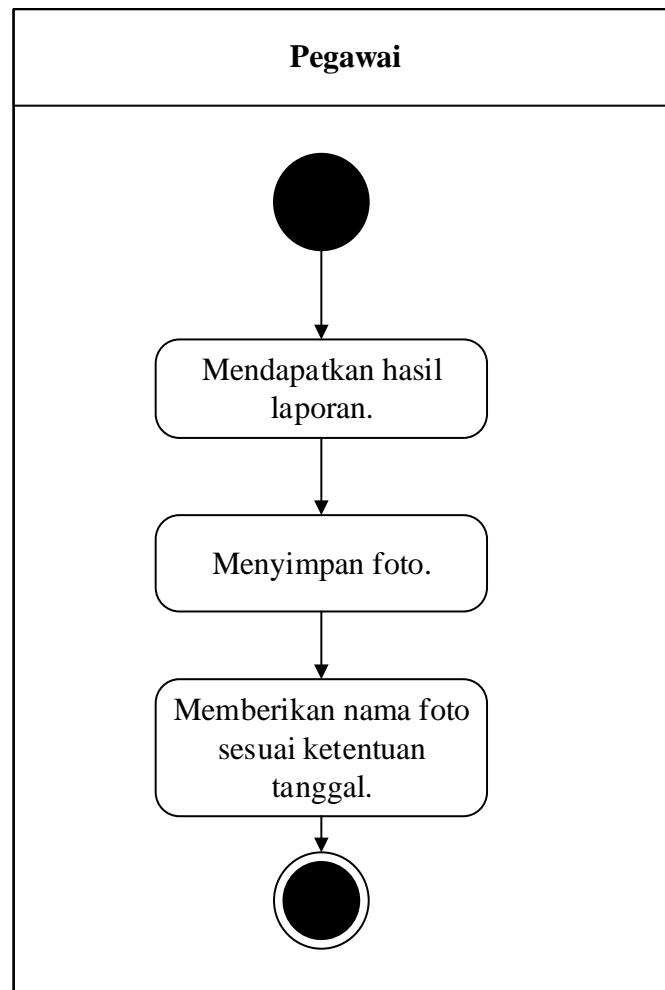 Pegawai
Mendapatkan hasil
laporan.
Menyimpan foto.
Memberikan nama foto
sesuai ketentuan
tanggal.